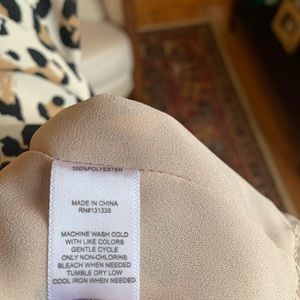 100%POLYESTER
MADE IN CHINA
RN#131335
MACHINE WASH COLD
WITH LIKE COLORS
GENTLE CYCLE
ONLY NON-CHLORINE
BLEACH WHEN NEEDED
TUMBLE DRY LOW
COOL IRON WHEN NEEDED